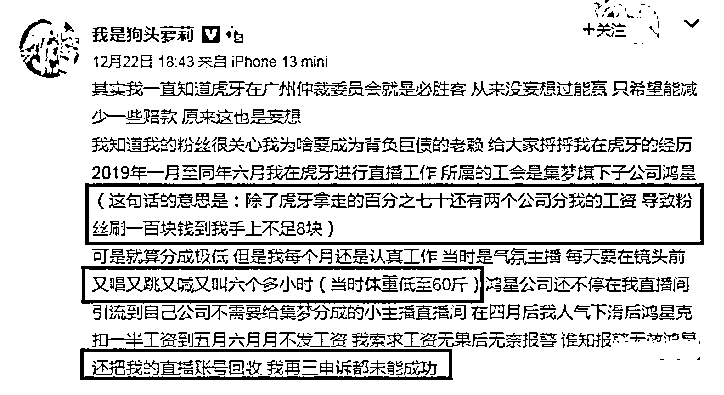 我是狗头萝莉
+关注
12月22日 18:43 来自 iPhone 13 mini
其实我一直知道虎牙在广州仲裁委员会就是必胜客 从来没妄想过能赢 只希望能减
少一些赔款 原来这也是妄想
我知道我的粉丝很关心我为啥要成为背负巨债的老赖 给大家捋捋我在虎牙的经历
2019年一月至同年六月我在虎牙进行直播工作 所属的工会是集梦旗下子公司鸿星
(这句话的意思是:除了虎牙拿走的百分之七十还有两个公司分我的工资 导致粉
丝刷一百块钱到我手上不足8块)
可是就算分成极低 但是我每个月还是认真工作 当时是气氛主播 每天要在镜头前
又唱又跳又喊又叫六个多小时(当时体重低至60斤)鸿星公司还不停在我直播间
引流到自己公司不需要给集梦分成的小主播直播间 在四月后我人气下滑后鸿星克
扣一半工资到五月六月月不发工资 我索求工资无果后无奈报警 谁知报警无效鸿星
还把我的直播账号回收 我再三申诉都未能成功